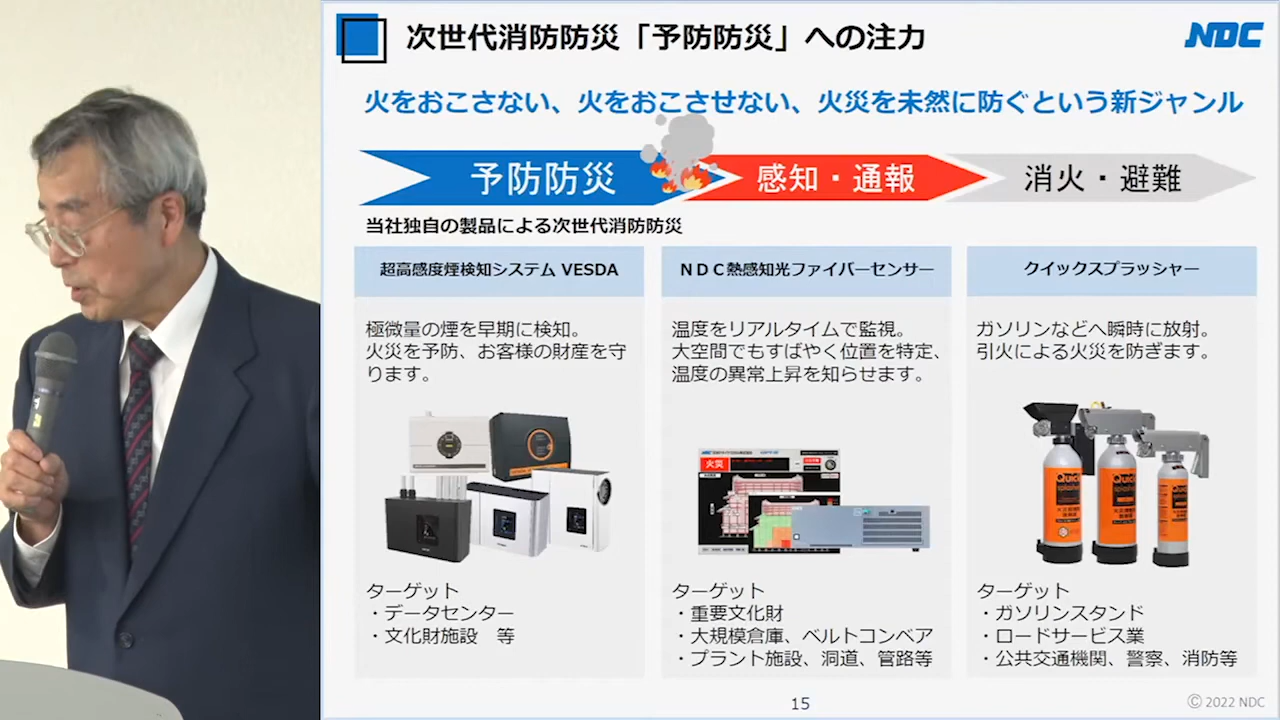 次世代消防防災「予防防災」への注力
NDC
火をおこさない、火をおこさせない、火災を未然に防ぐという新ジャンル
予防防災
感知・通報
消火・避難
当社独自の製品による次世代消防防災
超高感度煙検知システム VESDA
極微量の煙を早期に検知。
火災を予防、お客様の財産を守
ります。
ターゲット
・データセンター
・文化財施設　等
ＮＤＣ熱感知光ファイバーセンサー
温度をリアルタイムで監視。
大空間でもすばやく位置を特定、
温度の異常上昇を知らせます。
NDC
火災
ターゲット
・重要文化財
・大規模倉庫、ベルトコンベア
・プラント施設、洞道、管路等
クイックスプラッシャー
ガソリンなどへ瞬時に放射。
引火による火災を防ぎます。
Quick
splasher
Quick
splasher
Quick
splasher
ターゲット
・ガソリンスタンド
・ロードサービス業
・公共交通機関、警察、消防等
15
Ⓒ 2022 NDC